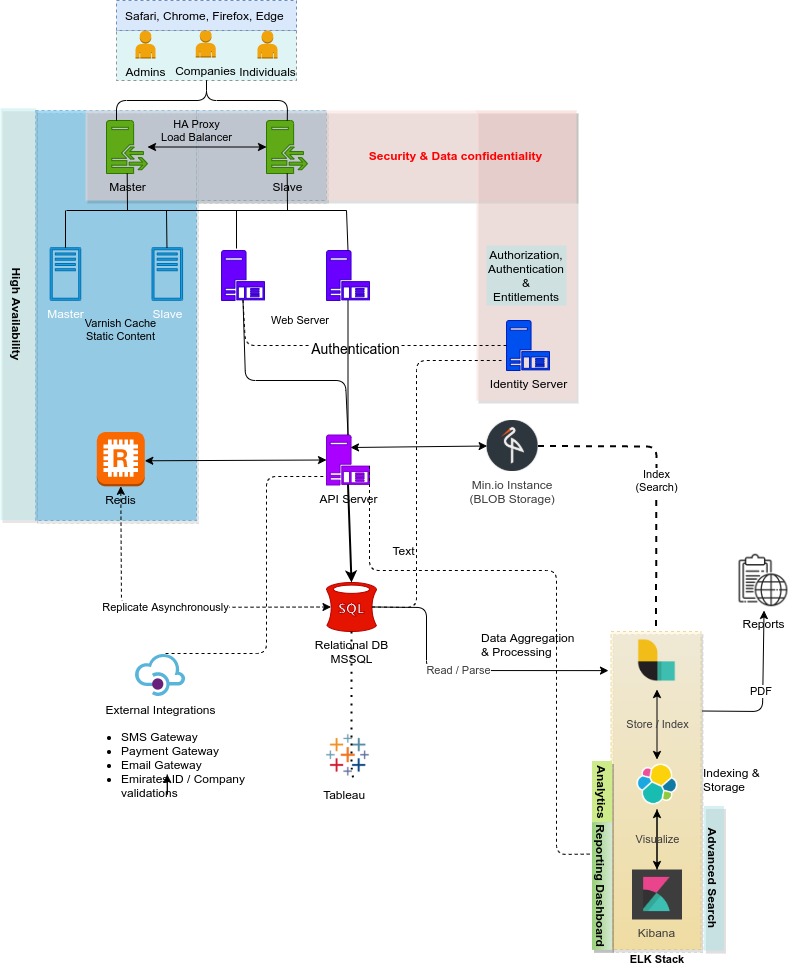 Safari, Chrome, Firefox, Edge
Admins
Companies
Individuals
HA Proxy
Load Balancer
Master
Slave
Security & Data confidentiality
High Availability
Master
Slave
Varnish Cache
Static Content
Web Server
Authorization,
Authentication
&
Entitlements
Authentication
Identity Server
R
Redis
API Server
Min.io Instance
(BLOB Storage)
Index
(Search)
Text
Replicate Asynchronously
SQL
Relational DB
MSSQL
Data Aggregation
& Processing
Read / Parse
Reports
PDF
External Integrations
• SMS Gateway
• Payment Gateway
• Email Gateway
• Emirates ID / Company
validations
Tableau
Store / Index
Indexing &
Storage
Visualize
Analytics
Reporting Dashboard
Advanced Search
Kibana
ELK Stack